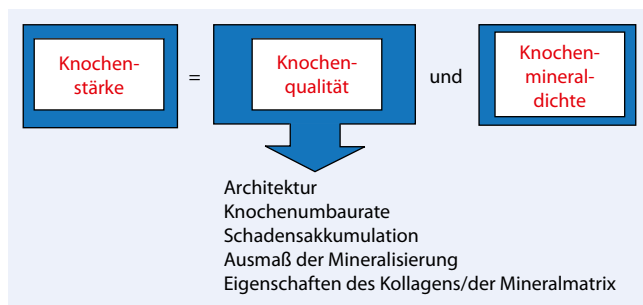 Knochen-
stärke
=
Knochen-
qualität
und
Knochen-
mineral-
dichte
Architektur
Knochenumbaurate
Schadensakkumulation
Ausmaß der Mineralisierung
Eigenschaften des Kollagens/der Mineralmatrix